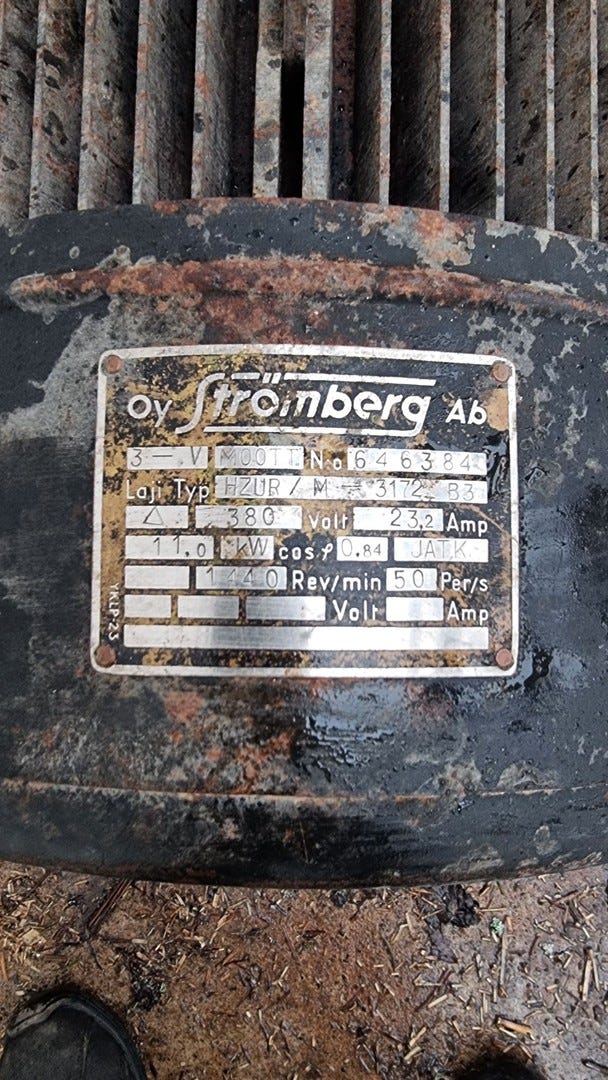 Oy Strömberg Ab
3 — V MOOTT No 646384
Laji Typ HZUR/M 3172 B3
△ 380 Volt 23,2 Amp
11,0 kW cos φ 0.84 JATK.
1440 Rev/min 50 Per/s
Volt Amp
YKLP-23